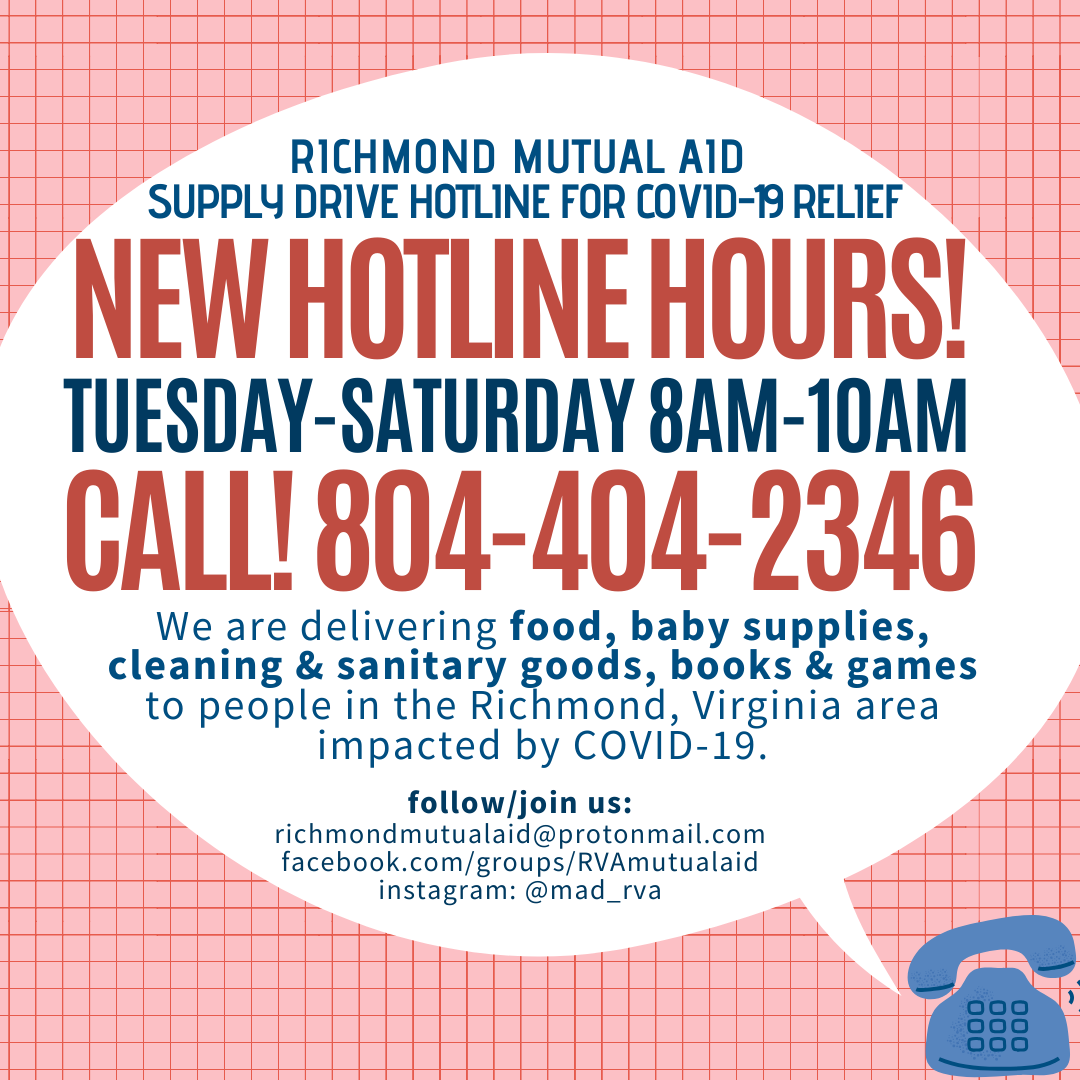 RICHMOND MUTUAL AID
SUPPLY DRIVE HOTLINE FOR COVID-19 RELIEF
NEW HOTLINE HOURS!
TUESDAY-SATURDAY 8AM-10AM
CALL! 804-404-2346
We are delivering food, baby supplies,
cleaning & sanitary goods, books & games
to people in the Richmond, Virginia area
impacted by COVID-19.
follow/join us:
richmondmutualaid@protonmail.com
facebook.com/groups/RVAmutualaid
instagram: @mad_rva